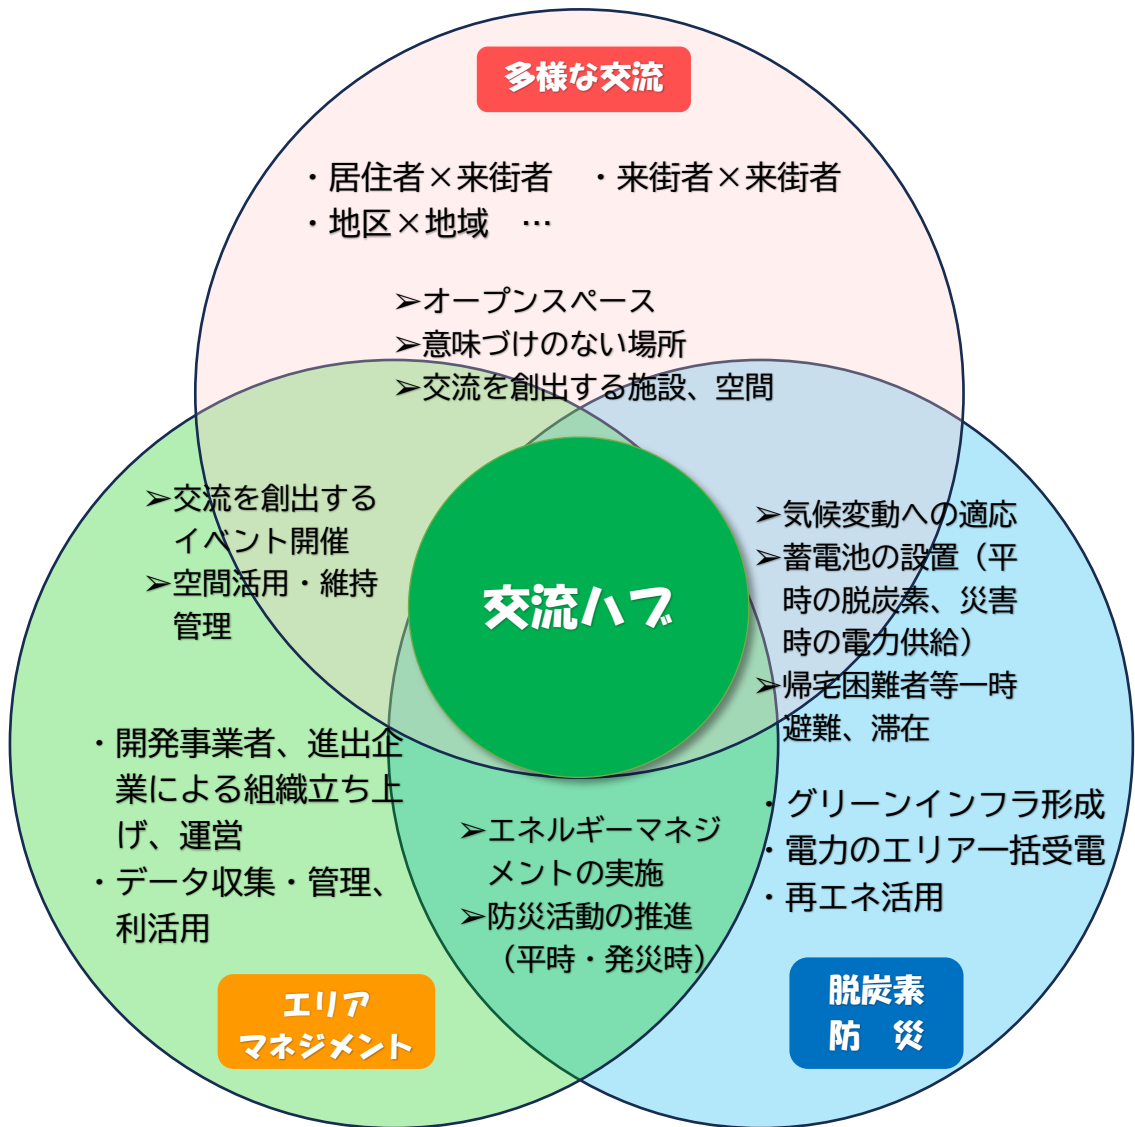 多様な交流
・居住者×来街者　・来街者×来街者
・地区×地域　…
➢オープンスペース
➢意味づけのない場所
➢交流を創出する施設、空間
➢交流を創出する
イベント開催
➢空間活用・維持
管理
交流ハブ
➢気候変動への適応
➢蓄電池の設置（平
時の脱炭素、災害
時の電力供給）
➢帰宅困難者等一時
避難、滞在
・開発事業者、進出企
業による組織立ち上
げ、運営
・データ収集・管理、
利活用
➢エネルギーマネジ
メントの実施
➢防災活動の推進
（平時・発災時）
・グリーンインフラ形成
・電力のエリア一括受電
・再エネ活用
エリア
マネジメント
脱炭素
防　災